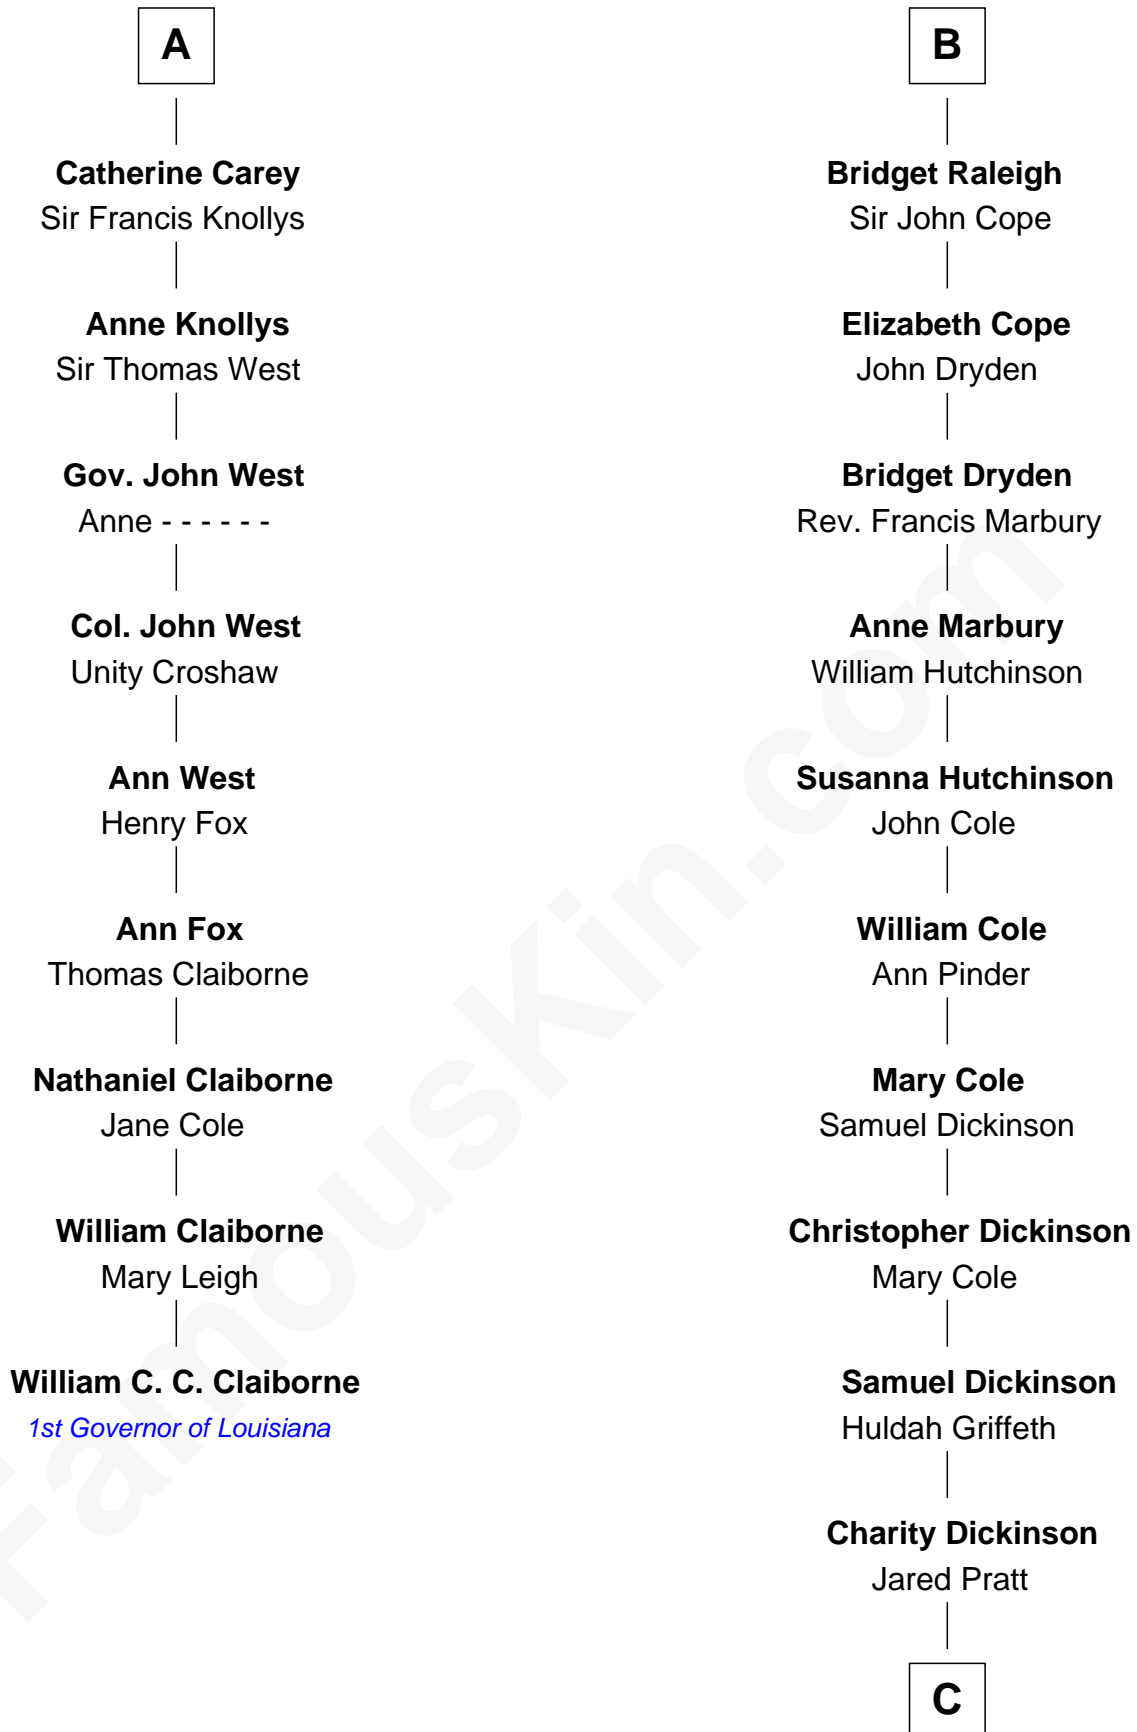 A
Catherine Carey
Sir Francis Knollys
Anne Knollys
Sir Thomas West
Gov. John West
Anne - - - - - -
Col. John West
Unity Croshaw
Ann West
Henry Fox
Ann Fox
Thomas Claiborne
Nathaniel Claiborne
Jane Cole
William Claiborne
Mary Leigh
William C. C. Claiborne
1st Governor of Louisiana
B
Bridget Raleigh
Sir John Cope
Elizabeth Cope
John Dryden
Bridget Dryden
Rev. Francis Marbury
Anne Marbury
William Hutchinson
Susanna Hutchinson
John Cole
William Cole
Ann Pinder
Mary Cole
Samuel Dickinson
Christopher Dickinson
Mary Cole
Samuel Dickinson
Huldah Griffeth
Charity Dickinson
Jared Pratt
C
FamousKin.com